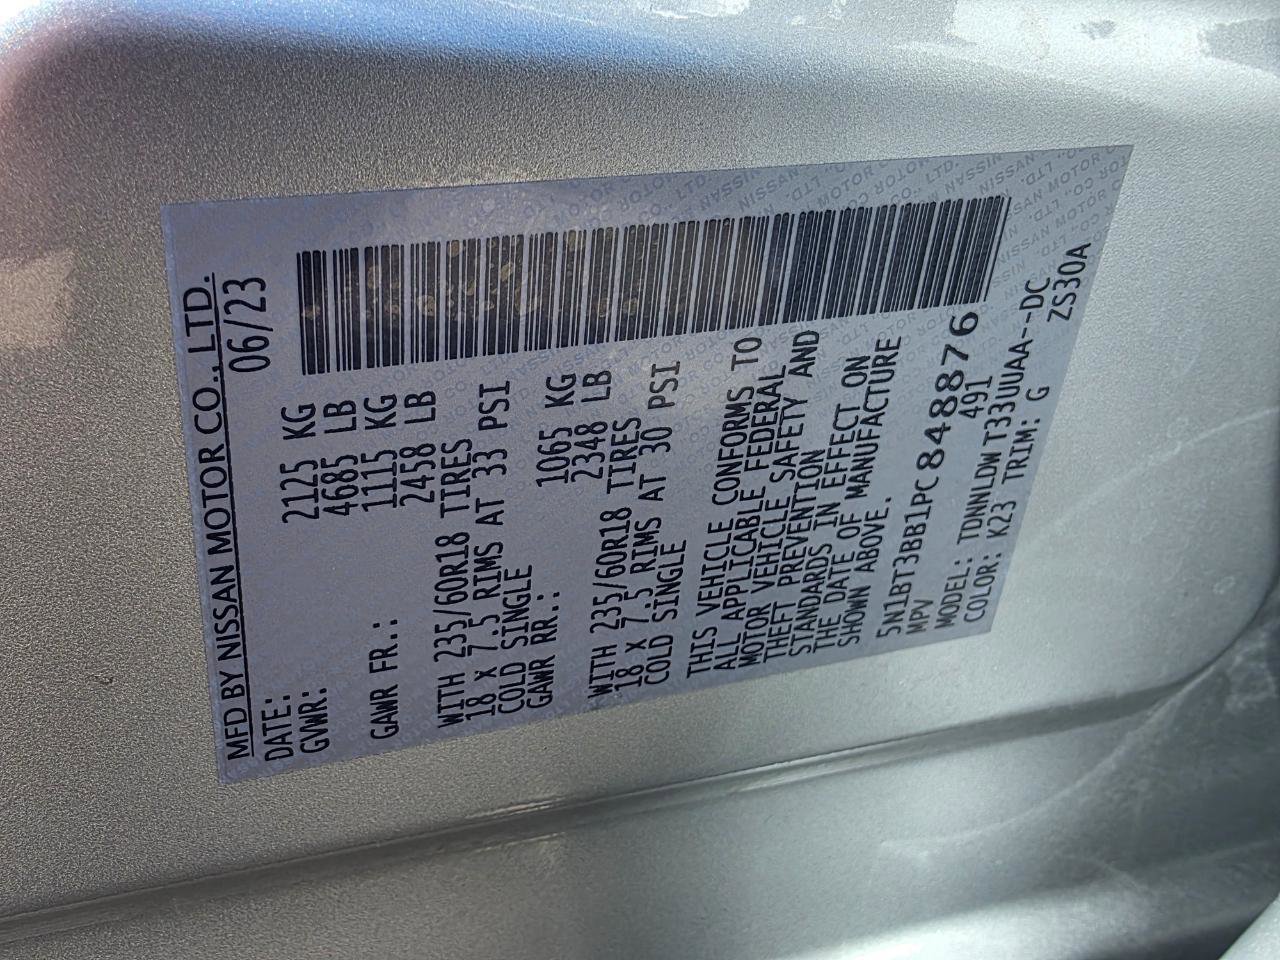 MFD BY NISSAN MOTOR CO., LTD.
DATE: 06/23
GVWR: 2125 KG
4685 LB
GAWR FR.: 1115 KG
2458 LB
WITH 235/60R18 TIRES
18 X 7.5 RIMS AT 33 PSI
COLD SINGLE
GAWR RR.: 1065 KG
2348 LB
WITH 235/60R18 TIRES
18 X 7.5 RIMS AT 30 PSI
COLD SINGLE
THIS VEHICLE CONFORMS TO
ALL APPLICABLE FEDERAL
MOTOR VEHICLE SAFETY AND
THEFT PREVENTION
STANDARDS IN EFFECT ON
THE DATE OF MANUFACTURE
SHOWN ABOVE.
5N1BT3BB1PC848876
MPV 491
MODEL: TDNNLDW T33UUAA--DC
COLOR: K23 TRIM: G ZS30A